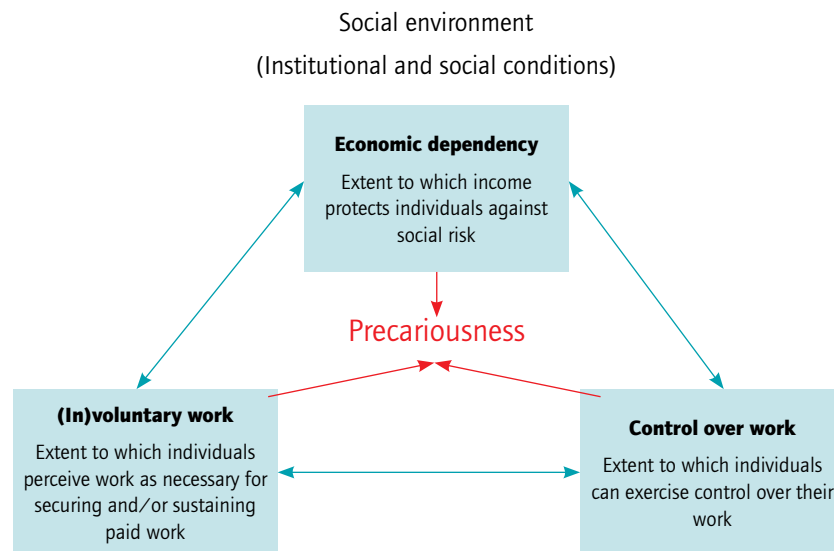 Social environment
(Institutional and social conditions)
Economic dependency
Extent to which income
protects individuals against
social risk
Precariousness
(In)voluntary work
Extent to which individuals
perceive work as necessary for
securing and/or sustaining
paid work
Control over work
Extent to which individuals
can exercise control over their
work